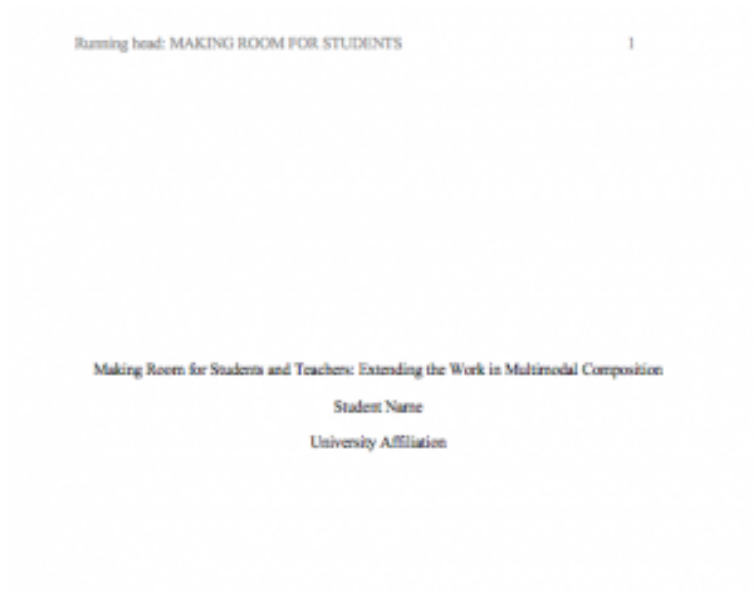 Running head: MAKING ROOM FOR STUDENTS 1
Making Room for Students and Teachers: Extending the Work in Multimodal Composition
Student Name
University Affiliation